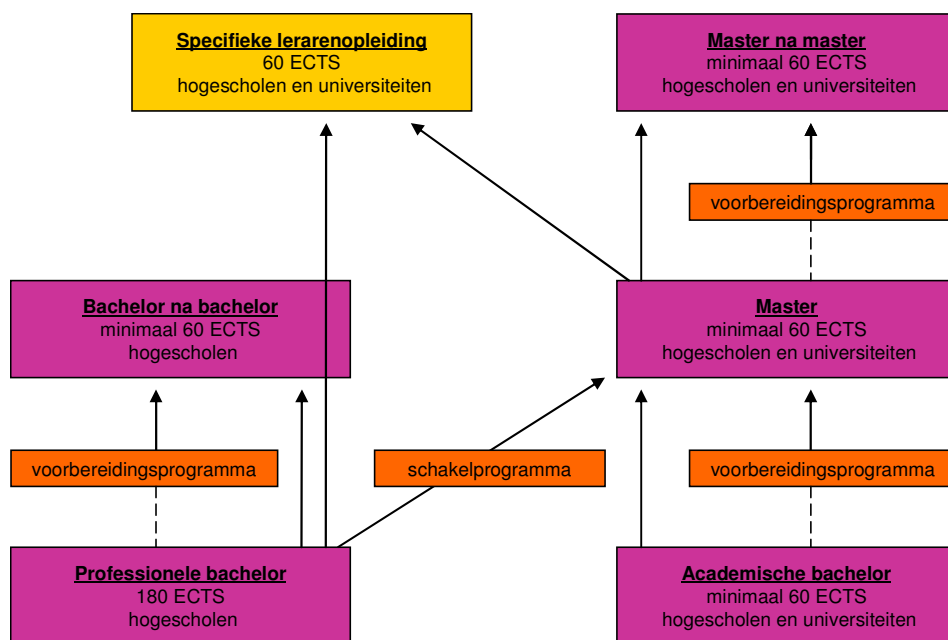 Specifieke lerarenopleiding
60 ECTS
hogescholen en universiteiten
Master na master
minimaal 60 ECTS
hogescholen en universiteiten
voorbereidingsprogramma
Bachelor na bachelor
minimaal 60 ECTS
hogescholen
Master
minimaal 60 ECTS
hogescholen en universiteiten
voorbereidingsprogramma
schakelprogramma
voorbereidingsprogramma
Professionele bachelor
180 ECTS
hogescholen
Academische bachelor
minimaal 60 ECTS
hogescholen en universiteiten